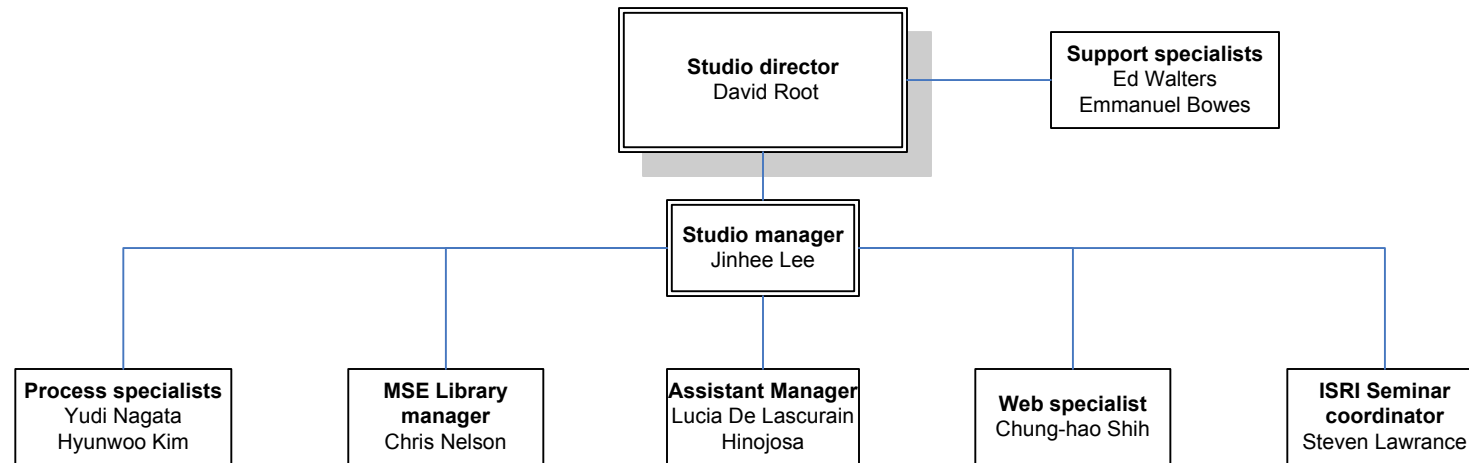 Studio director
David Root
Support specialists
Ed Walters
Emmanuel Bowes
Studio manager
Jinhee Lee
Process specialists
Yudi Nagata
Hyunwoo Kim
MSE Library
manager
Chris Nelson
Assistant Manager
Lucia De Lascurain
Hinojosa
Web specialist
Chung-hao Shih
ISRI Seminar
coordinator
Steven Lawrance